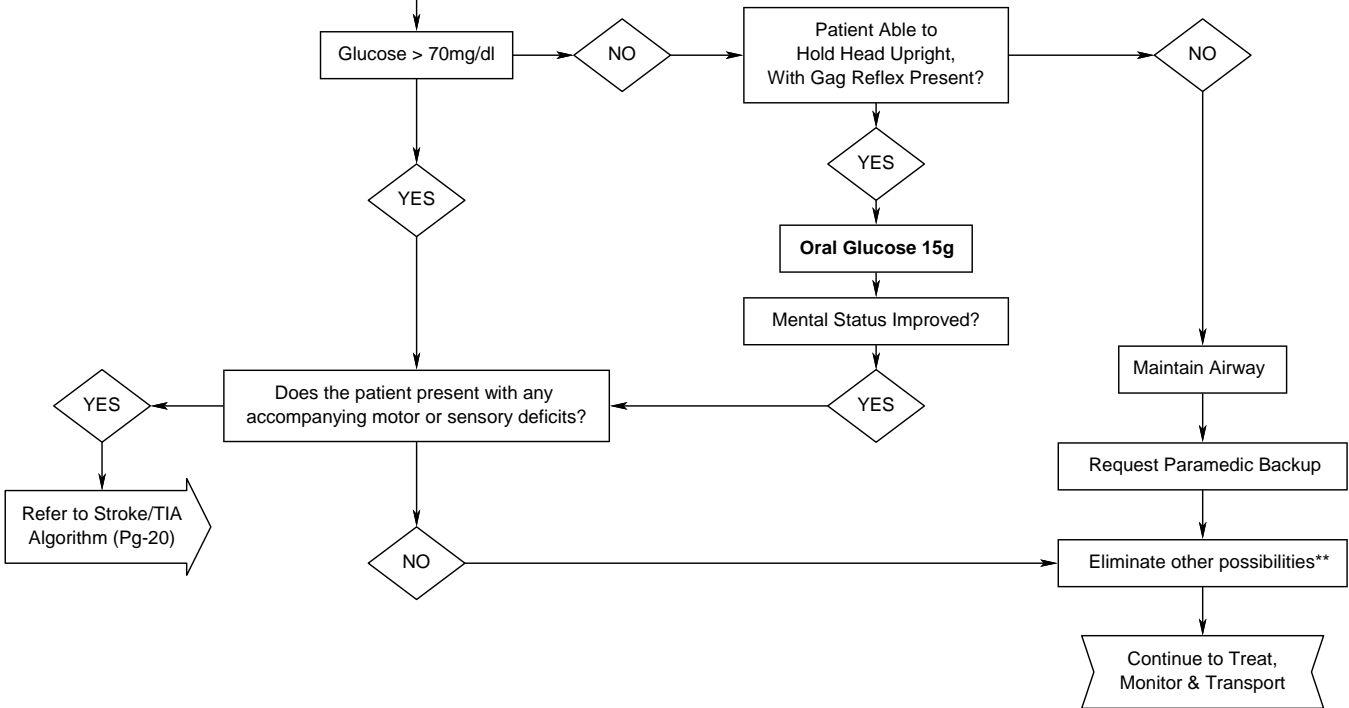 Glucose > 70mg/dl
NO
Patient Able to
Hold Head Upright,
With Gag Reflex Present?
NO
YES
YES
Oral Glucose 15g
Mental Status Improved?
Maintain Airway
YES
Does the patient present with any
accompanying motor or sensory deficits?
YES
Request Paramedic Backup
Refer to Stroke/TIA
Algorithm (Pg-20)
NO
Eliminate other possibilities**
Continue to Treat,
Monitor & Transport